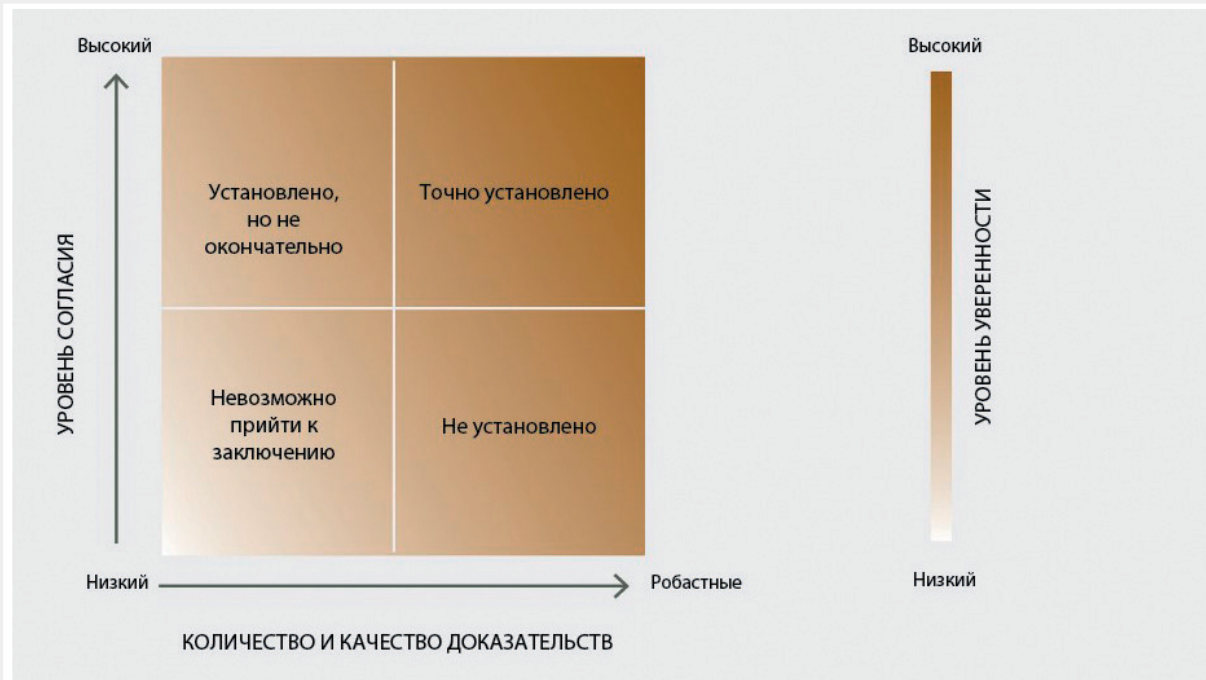 Высокий
Высокий
Установлено,
но не
окончательно
Точно установлено
УРОВЕНЬ СОГЛАСИЯ
УРОВЕНЬ УВЕРЕННОСТИ
Невозможно
прийти к
заключению
Не установлено
Низкий
Робастные
Низкий
КОЛИЧЕСТВО И КАЧЕСТВО ДОКАЗАТЕЛЬСТВ